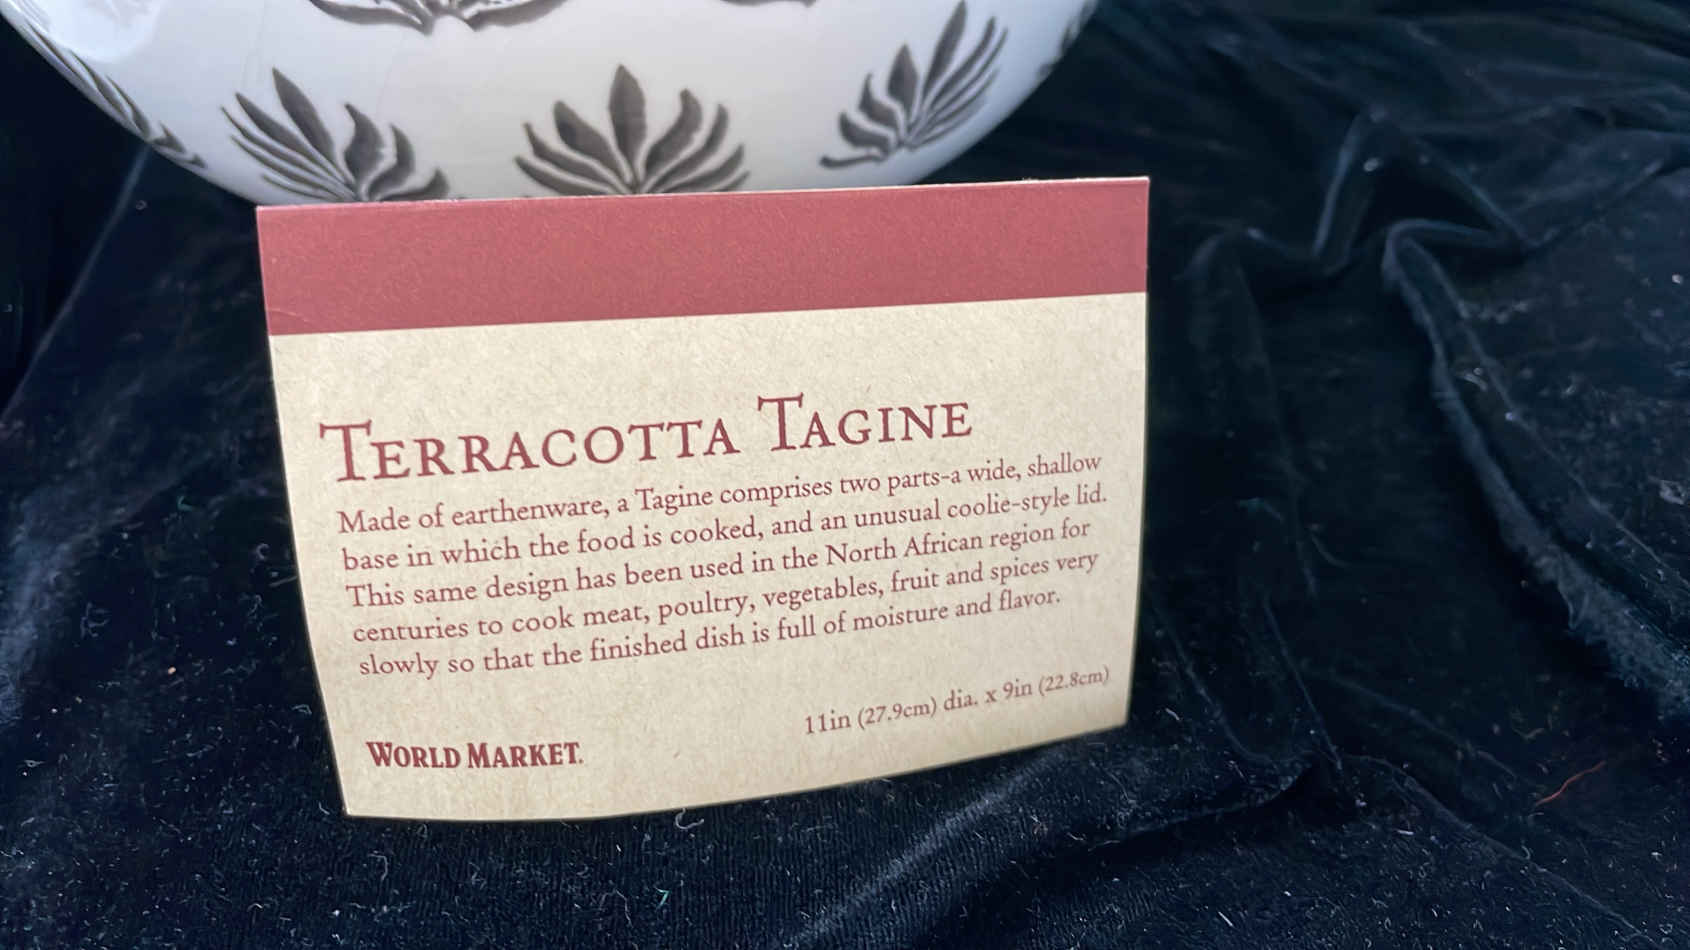 TERRACOTTA TAGINE
Made of earthenware, a Tagine comprises two parts-a wide, shallow
base in which the food is cooked, and an unusual coolie-style lid.
This same design has been used in the North African region for
centuries to cook meat, poultry, vegetables, fruit and spices very
slowly so that the finished dish is full of moisture and flavor.
11in (27.9cm) dia. x 9in (22.8cm)
WORLD MARKET.